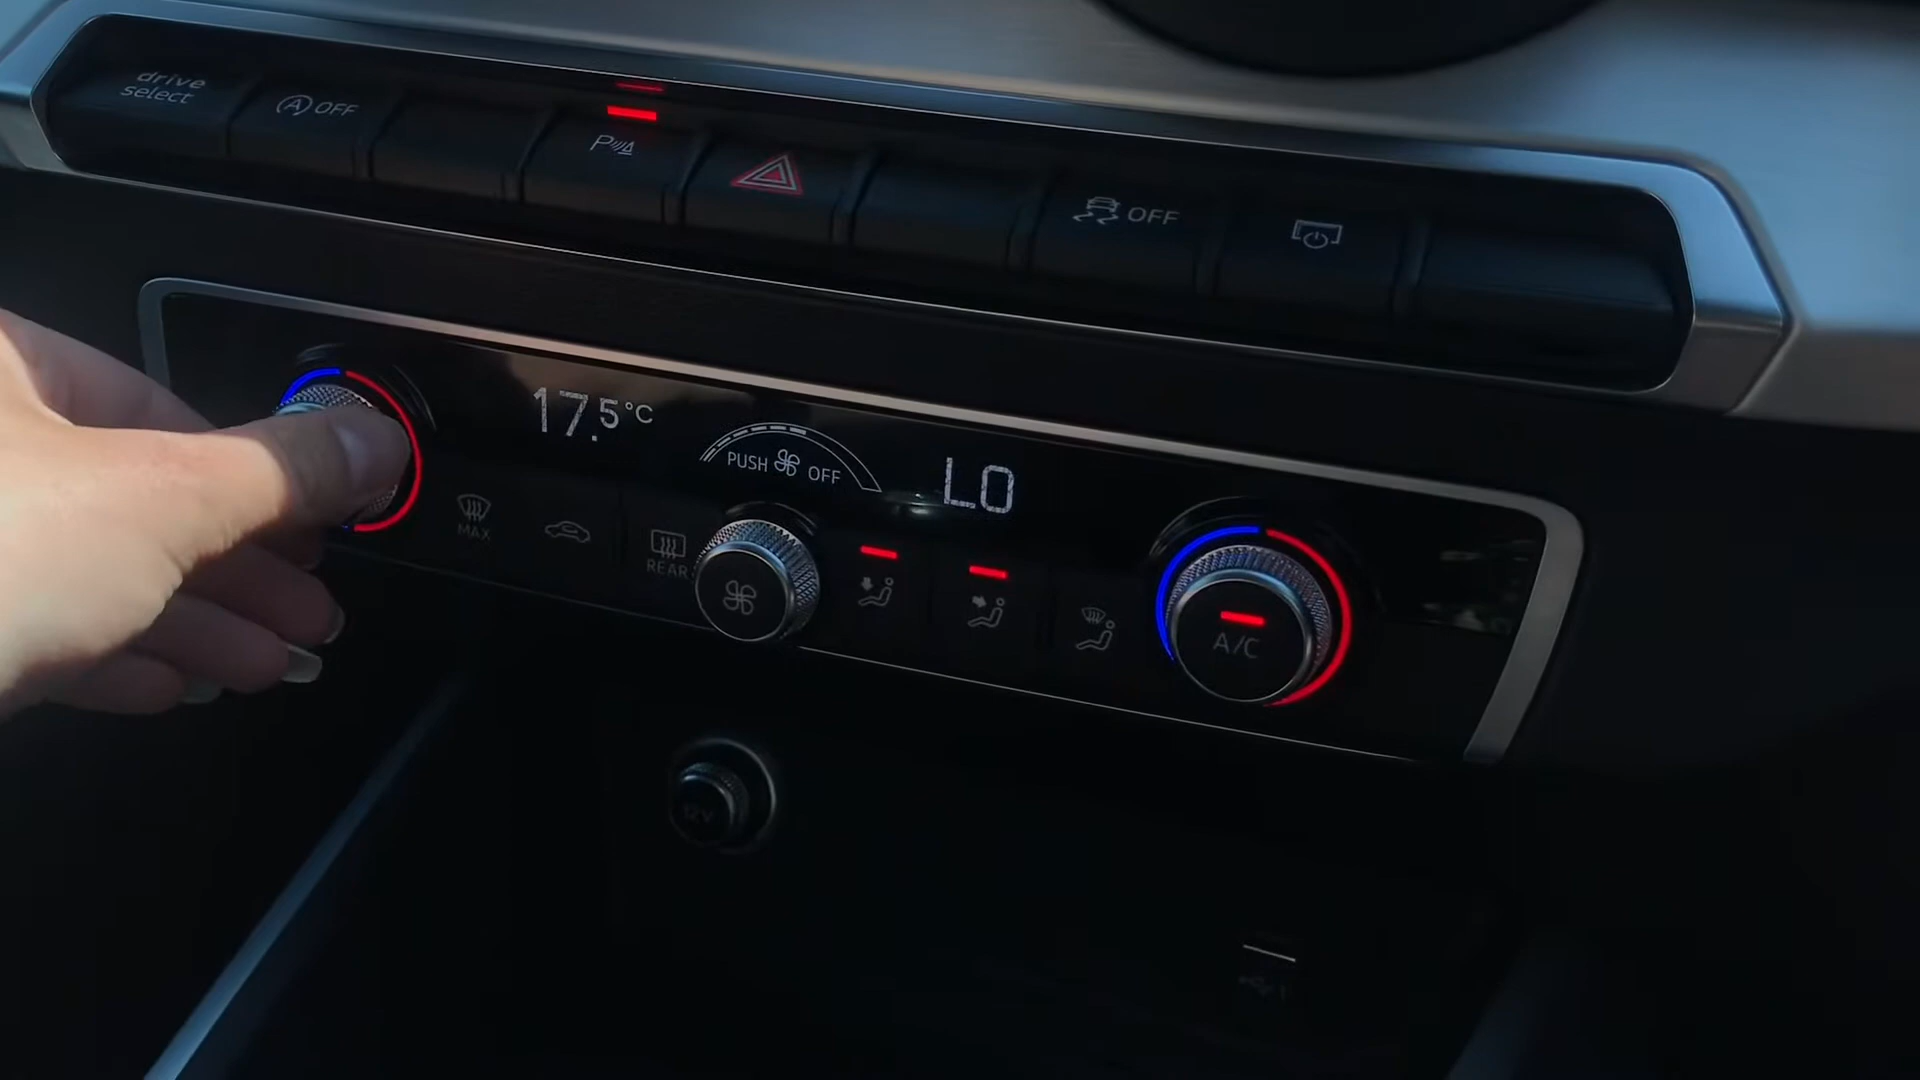 drive
select
A OFF
P
OFF
17.5°C
PUSH OFF
LO
MAX
REAR
A/C
12V